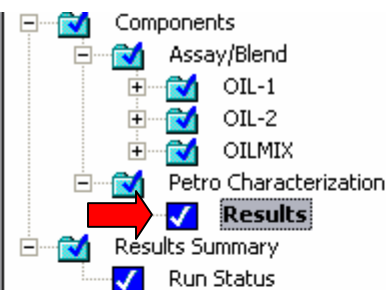 Components
Assay/Blend
OIL-1
OIL-2
OILMIX
Petro Characterization
Results
Results Summary
Run Status